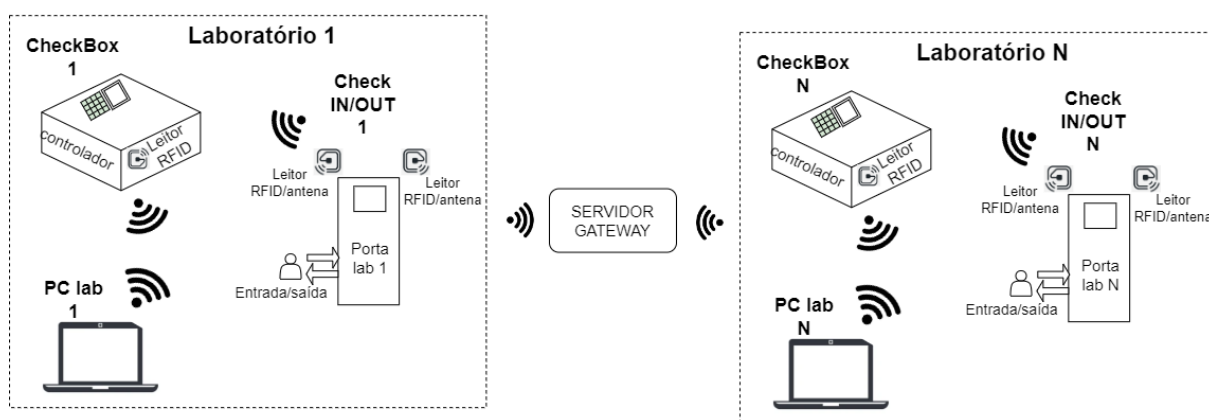 Laboratório 1
CheckBox
1
Check
IN/OUT
1
controlador
Leitor
RFID
Leitor
RFID/antena
Leitor
RFID/antena
Porta
lab 1
Entrada/saída
PC lab
1
SERVIDOR
GATEWAY
Laboratório N
CheckBox
N
Check
IN/OUT
N
controlador
Leitor
RFID
Leitor
RFID/antena
Leitor
RFID/antena
Porta
lab N
Entrada/saída
PC lab
N